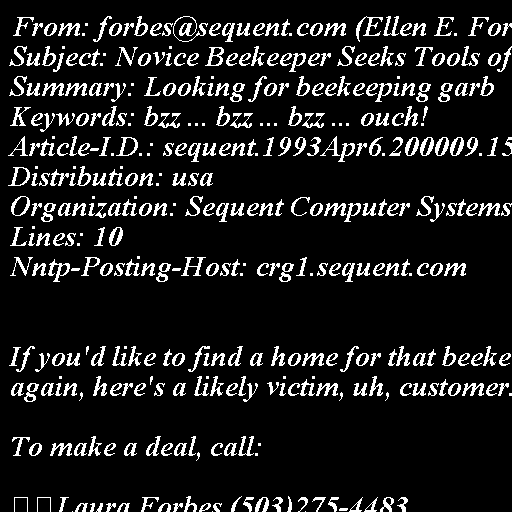 From: forbes@sequent.com (Ellen E. For
Subject: Novice Beekeeper Seeks Tools of
Summary: Looking for beekeeping garb
Keywords: bzz ... bzz ... bzz ... ouch!
Article-I.D.: sequent.1993Apr6.200009.15
Distribution: usa
Organization: Sequent Computer Systems
Lines: 10
Nntp-Posting-Host: crg1.sequent.com
If you'd like to find a home for that beeke
again, here's a likely victim, uh, customer.
To make a deal, call:
Laura Forbes (503)275-4483